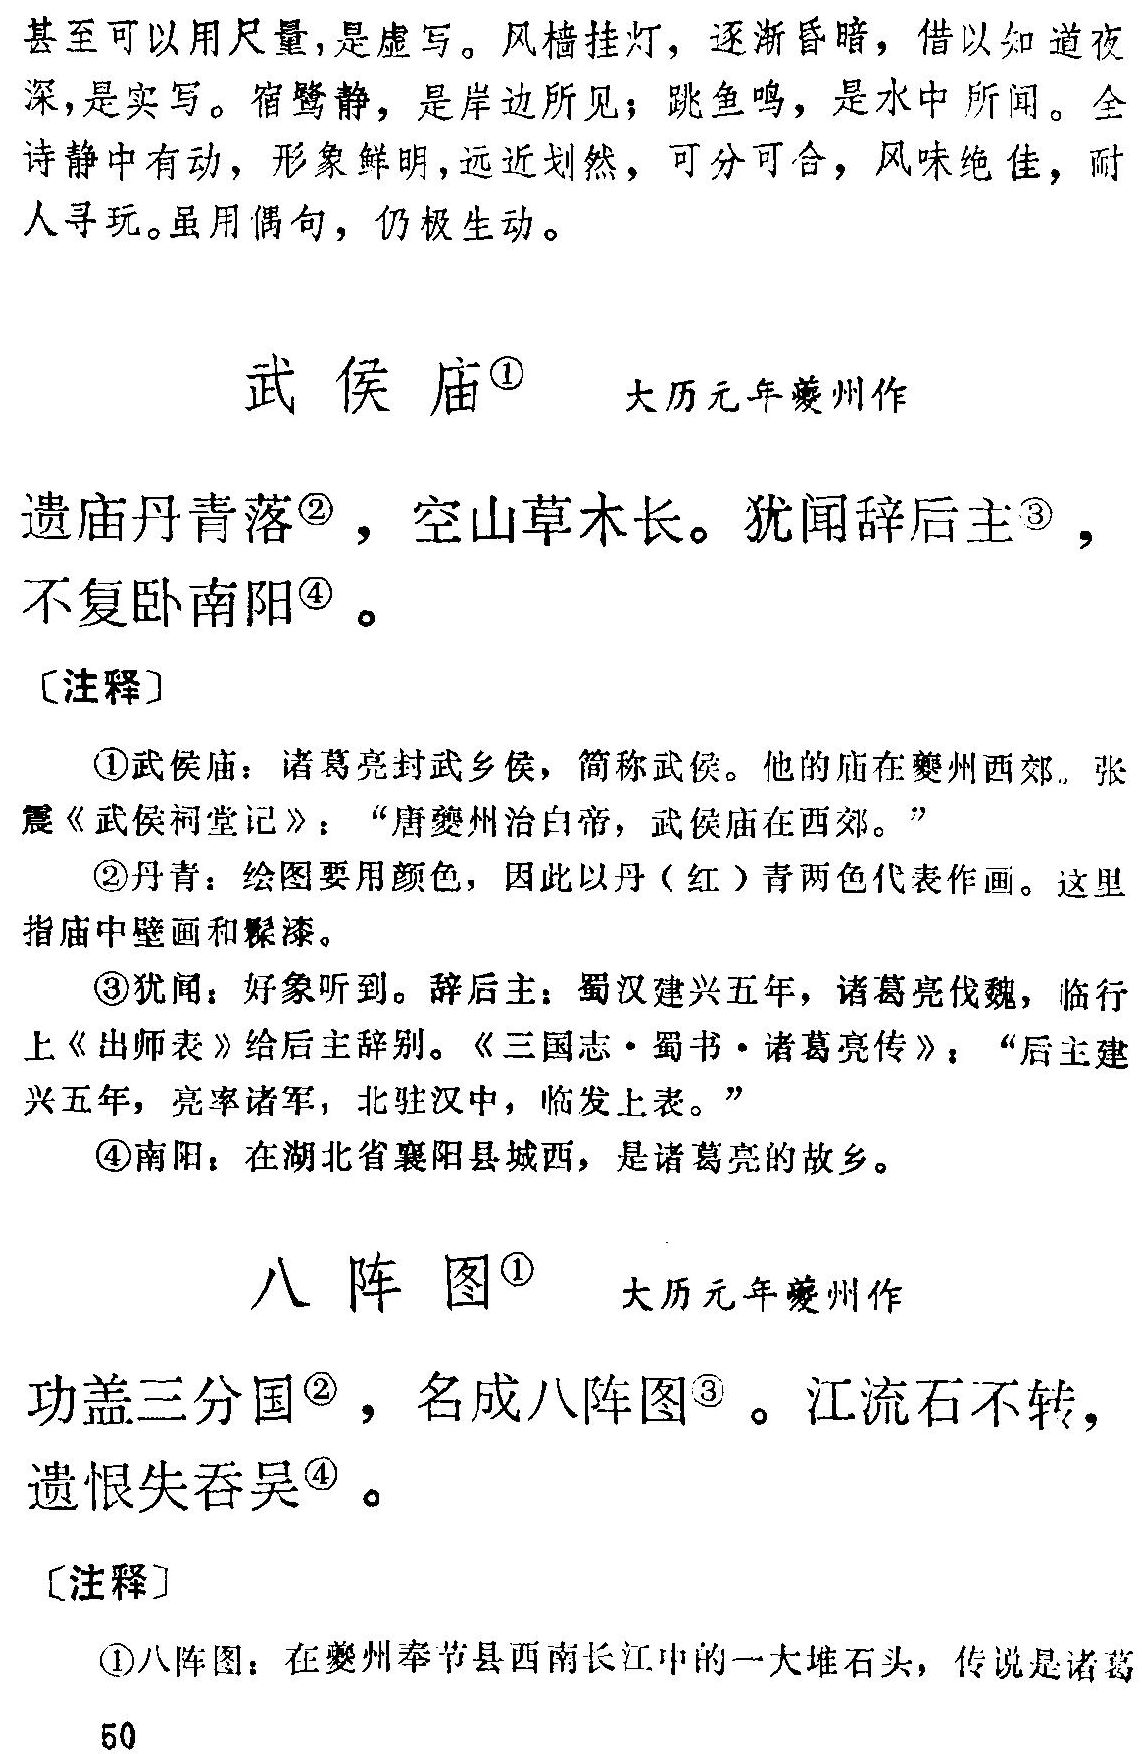 甚至可以用尺量，是虚写。风樯挂灯，逐渐昏暗，借以知道夜
深，是实写。宿鹭静，是岸边所见；跳鱼鸣，是水中所闻。全
诗静中有动，形象鲜明，远近划然，可分可合，风味绝佳，耐
人寻玩。虽用偶句，仍极生动。
武侯庙① 大历元年夔州作
遗庙丹青落②，空山草木长。犹闻辞后主③，
不复卧南阳④。
〔注释〕
①武侯庙：诸葛亮封武乡侯，简称武侯。他的庙在夔州西郊。张
震《武侯祠堂记》：“唐夔州治白帝，武侯庙在西郊。”
②丹青：绘图要用颜色，因此以丹（红）青两色代表作画。这里
指庙中壁画和髹漆。
③犹闻：好象听到。辞后主：蜀汉建兴五年，诸葛亮伐魏，临行
上《出师表》给后主辞别。《三国志·蜀书·诸葛亮传》：“后主建
兴五年，亮率诸军，北驻汉中，临发上表。”
④南阳：在湖北省襄阳县城西，是诸葛亮的故乡。
八阵图① 大历元年夔州作
功盖三分国②，名成八阵图③。江流石不转，
遗恨失吞吴④。
〔注释〕
①八阵图：在夔州奉节县西南长江中的一大堆石头，传说是诸葛
50